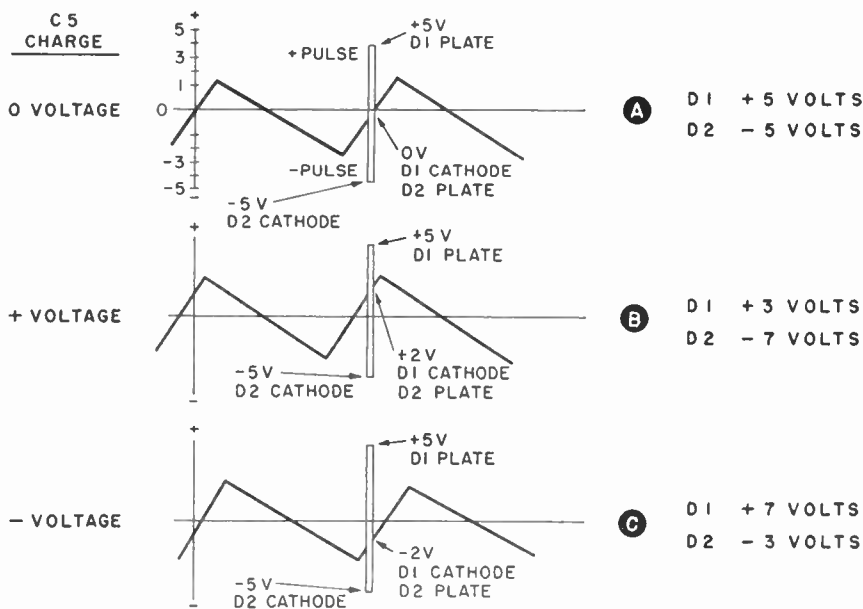 C5
CHARGE
0 VOLTAGE
+
5
3
1
0
-3
-5
-
+PULSE
-PULSE
+5V
D1 PLATE
0V
D1 CATHODE
D2 PLATE
-5V
D2 CATHODE
A
D1 +5 VOLTS
D2 -5 VOLTS
+ VOLTAGE
+
-
+5V
D1 PLATE
+2V
D1 CATHODE
D2 PLATE
-5V
D2 CATHODE
B
D1 +3 VOLTS
D2 -7 VOLTS
- VOLTAGE
+
-
+5V
D1 PLATE
-2V
D1 CATHODE
D2 PLATE
-5V
D2 CATHODE
C
D1 +7 VOLTS
D2 -3 VOLTS